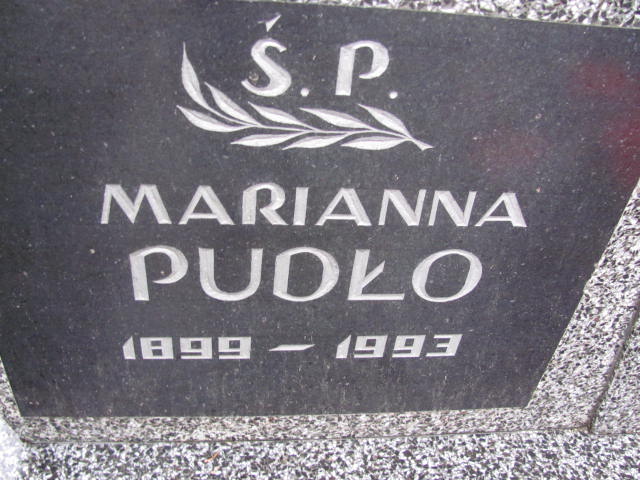 Ś. P.
MARIANNA
PUDŁO
1899 – 1993